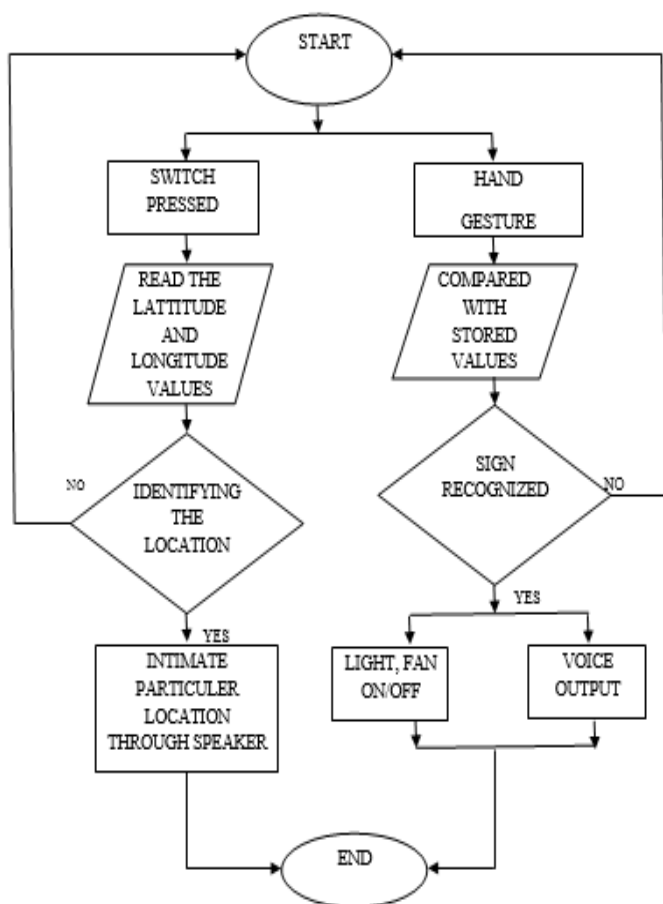 START
SWITCH
PRESSED
HAND
GESTURE
READ THE
LATTITUDE
AND
LONGITUDE
VALUES
COMPARED
WITH
STORED
VALUES
NO
IDENTIFYING
THE
LOCATION
SIGN
RECOGNIZED
NO
YES
INTIMATE
PARTICULER
LOCATION
THROUGH SPEAKER
YES
LIGHT, FAN
ON/OFF
VOICE
OUTPUT
END